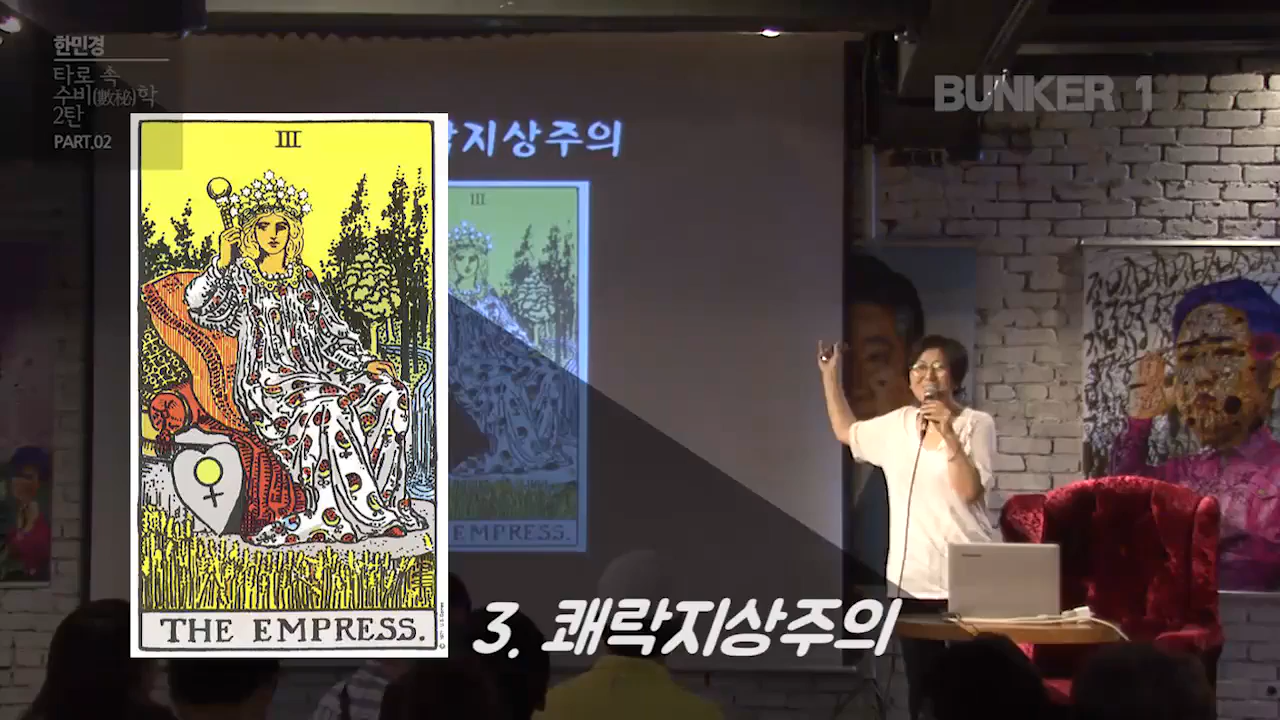 한민경
타로 속
수비(數秘)학
2탄
PART.02
BUNKER 1
락지상주의
III
III
THE EMPRESS.
EMPRESS.
3. 쾌락지상주의